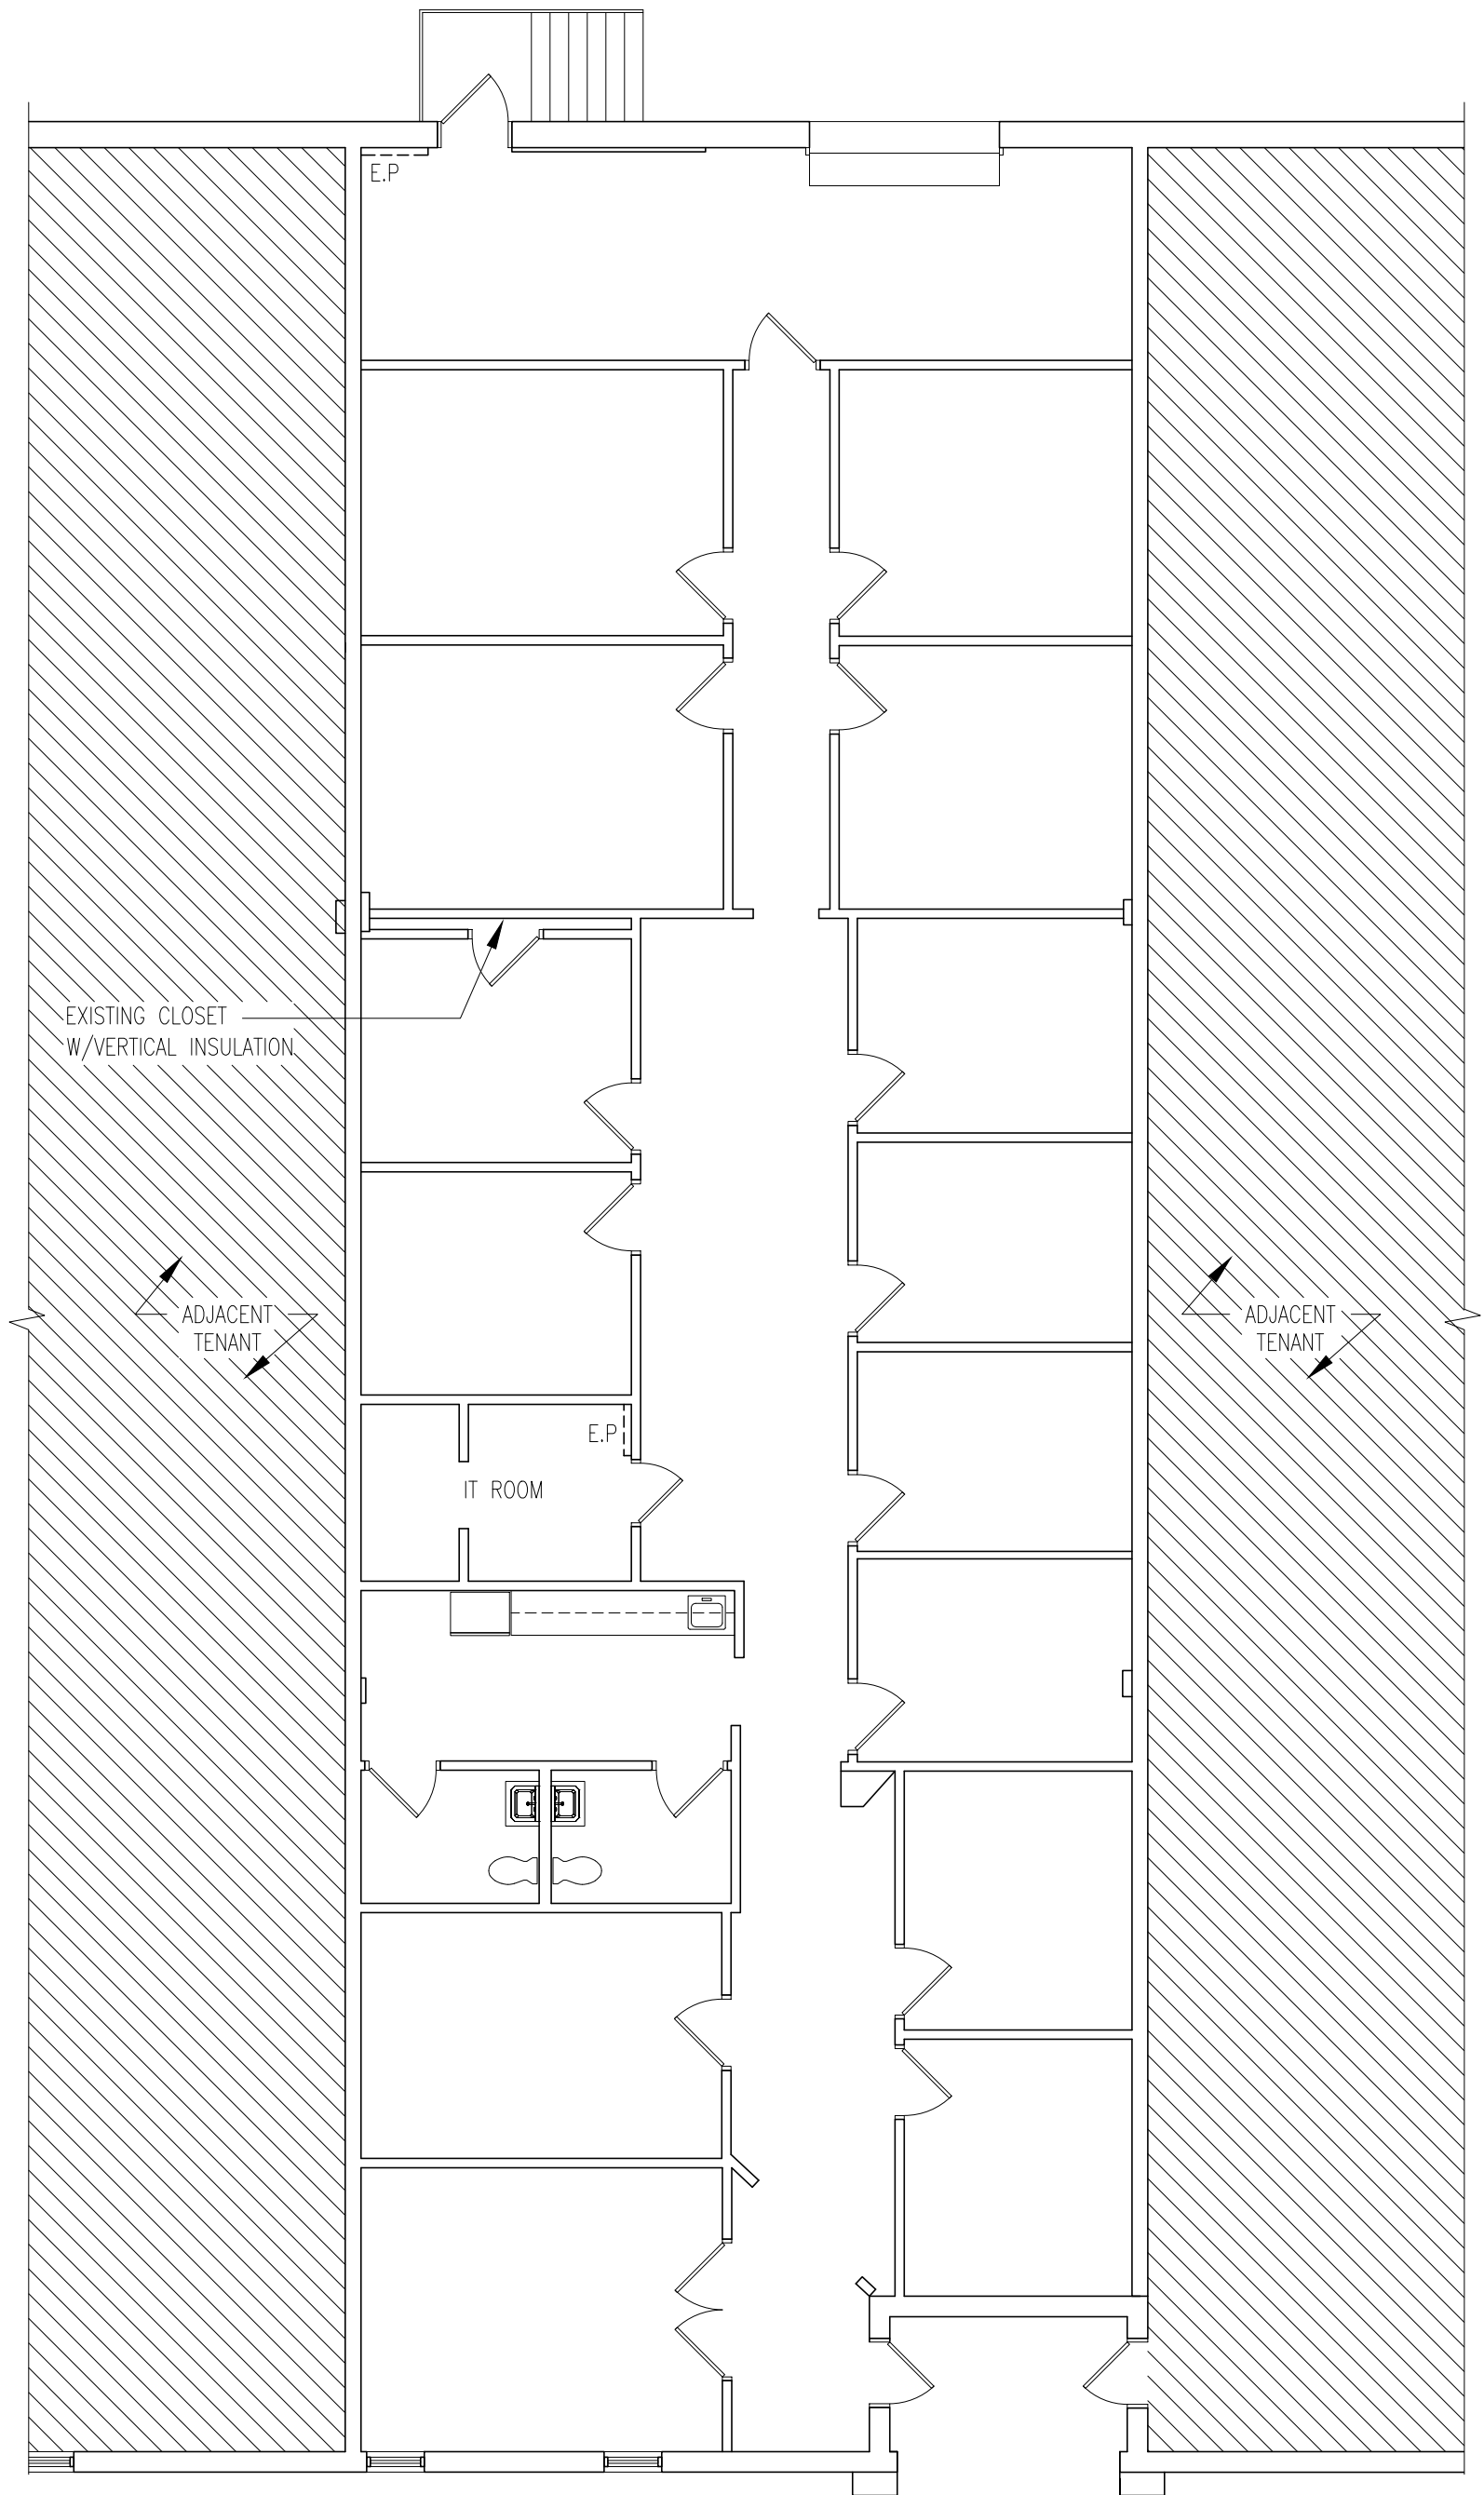 E.P
EXISTING CLOSET
W/VERTICAL INSULATION
ADJACENT
TENANT
ADJACENT
TENANT
E.P
IT ROOM